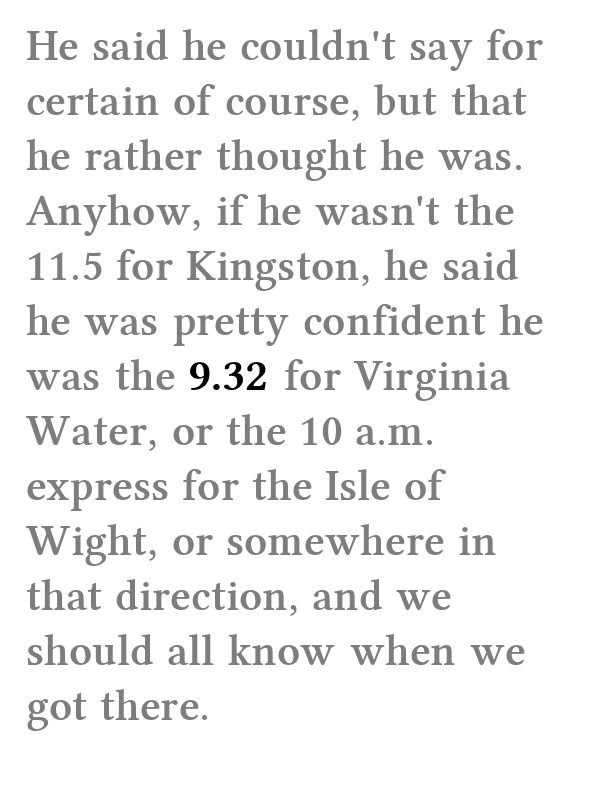 He said he couldn't say for
certain of course, but that
he rather thought he was.
Anyhow, if he wasn't the
11.5 for Kingston, he said
he was pretty confident he
was the 9.32 for Virginia
Water, or the 10 a.m.
express for the Isle of
Wight, or somewhere in
that direction, and we
should all know when we
got there.